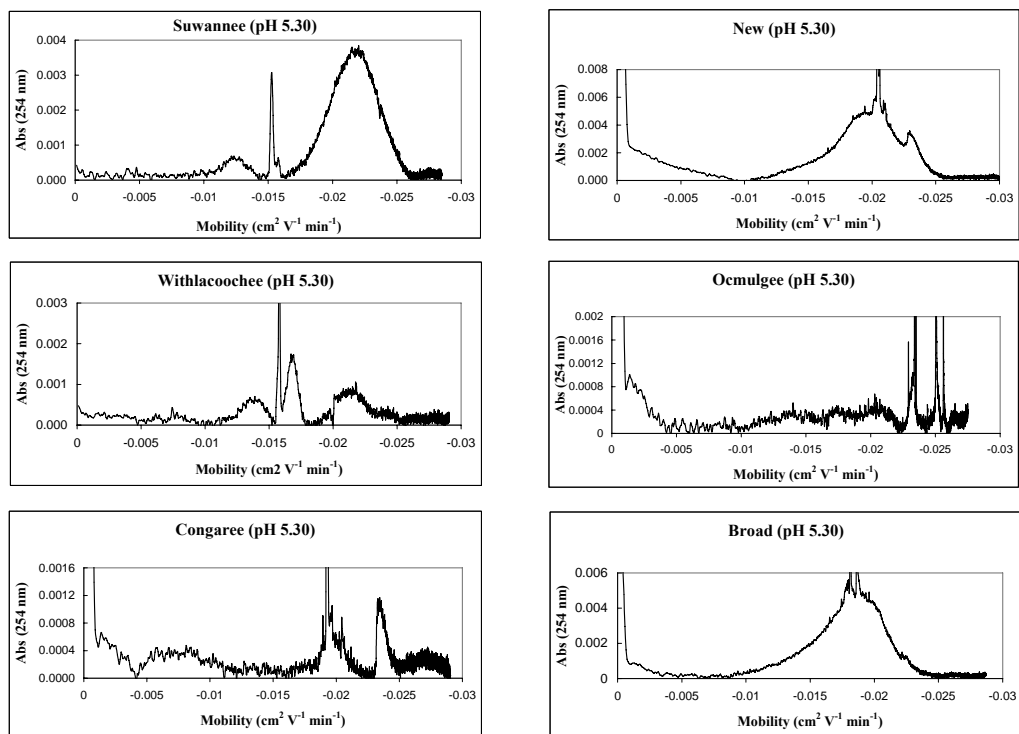 Suwannee (pH 5.30)
Abs (254 nm)
0.004
0.003
0.002
0.001
0.000
0 -0.005 -0.01 -0.015 -0.02 -0.025 -0.03
Mobility (cm² V⁻¹ min⁻¹)
New (pH 5.30)
Abs (254 nm)
0.008
0.006
0.004
0.002
0.000
0 -0.005 -0.01 -0.015 -0.02 -0.025 -0.03
Mobility (cm² V⁻¹ min⁻¹)
Withlacoochee (pH 5.30)
Abs (254 nm)
0.003
0.002
0.001
0.000
0 -0.005 -0.01 -0.015 -0.02 -0.025 -0.03
Mobility (cm2 V⁻¹ min⁻¹)
Ocmulgee (pH 5.30)
Abs (254 nm)
0.002
0.0016
0.0012
0.0008
0.0004
0
0 -0.005 -0.01 -0.015 -0.02 -0.025 -0.03
Mobility (cm² V⁻¹ min⁻¹)
Congaree (pH 5.30)
Abs (254 nm)
0.0016
0.0012
0.0008
0.0004
0.0000
0 -0.005 -0.01 -0.015 -0.02 -0.025 -0.03
Mobility (cm² V⁻¹ min⁻¹)
Broad (pH 5.30)
Abs (254 nm)
0.006
0.004
0.002
0
0 -0.005 -0.01 -0.015 -0.02 -0.025 -0.03
Mobility (cm² V⁻¹ min⁻¹)